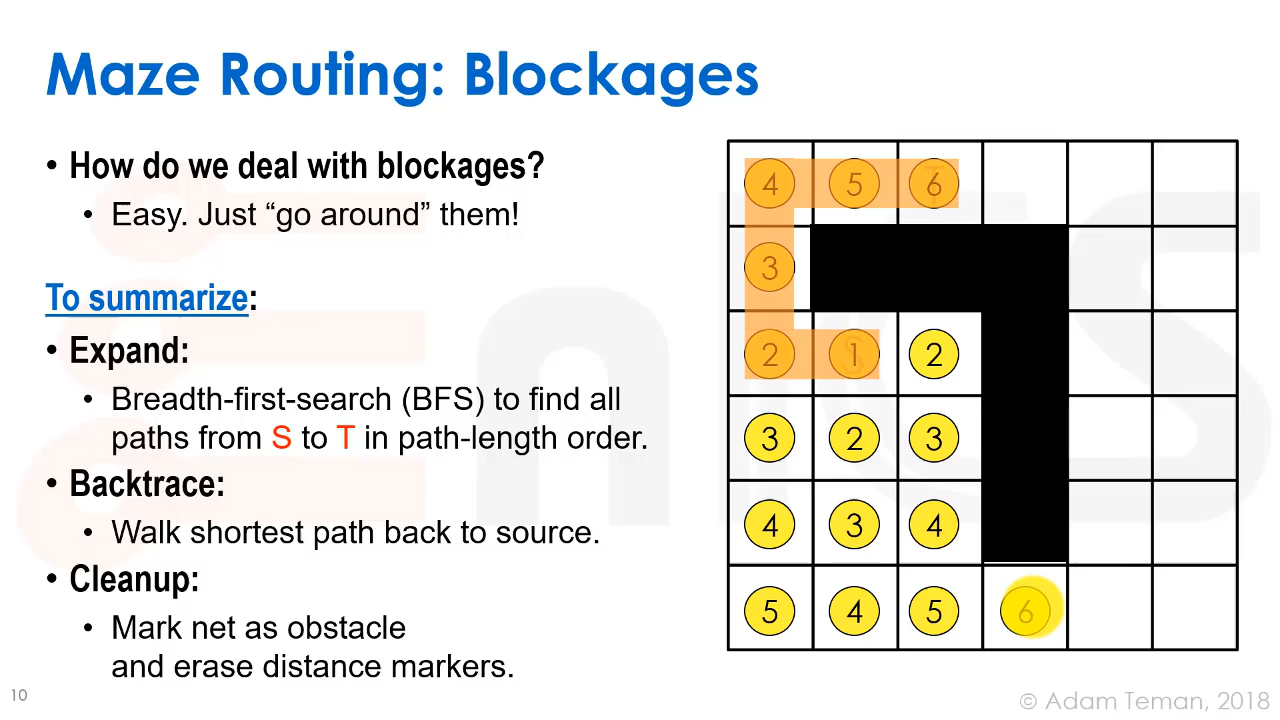 Maze Routing: Blockages
• How do we deal with blockages?
• Easy. Just “go around” them!
To summarize:
• Expand:
• Breadth-first-search (BFS) to find all
paths from S to T in path-length order.
• Backtrace:
• Walk shortest path back to source.
• Cleanup:
• Mark net as obstacle
and erase distance markers.
4 5 6
3
2 1 2
3 2 3
4 3 4
5 4 5 6
10
© Adam Teman, 2018